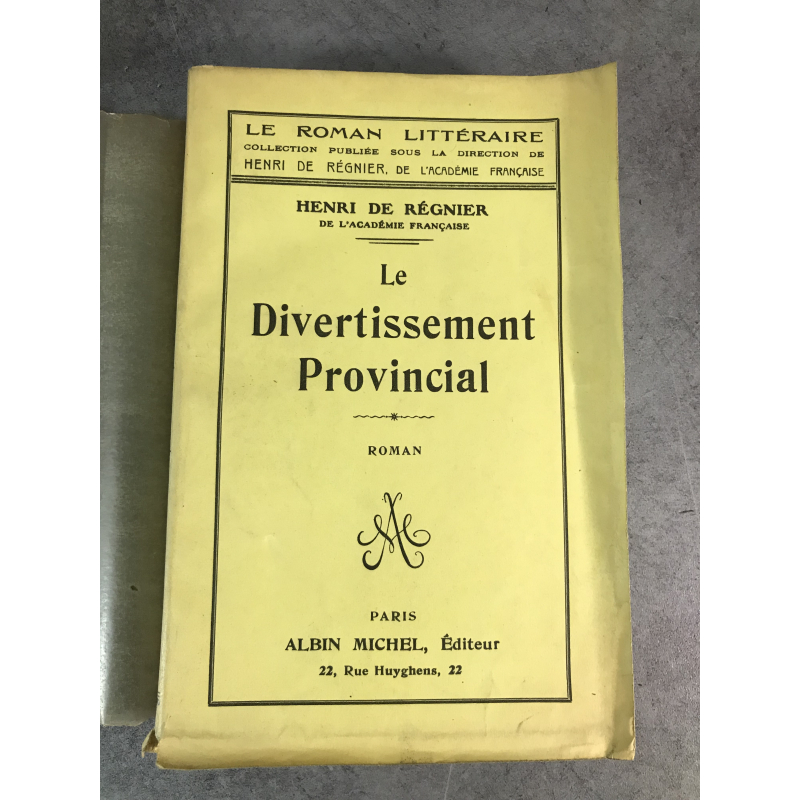 LE ROMAN LITTÉRAIRE
COLLECTION PUBLIÉE SOUS LA DIRECTION DE
HENRI DE RÉGNIER, DE L'ACADÉMIE FRANÇAISE
HENRI DE RÉGNIER
DE L'ACADÉMIE FRANÇAISE
Le
Divertissement
Provincial
ROMAN
AM
PARIS
ALBIN MICHEL, Éditeur
22, Rue Huyghens, 22